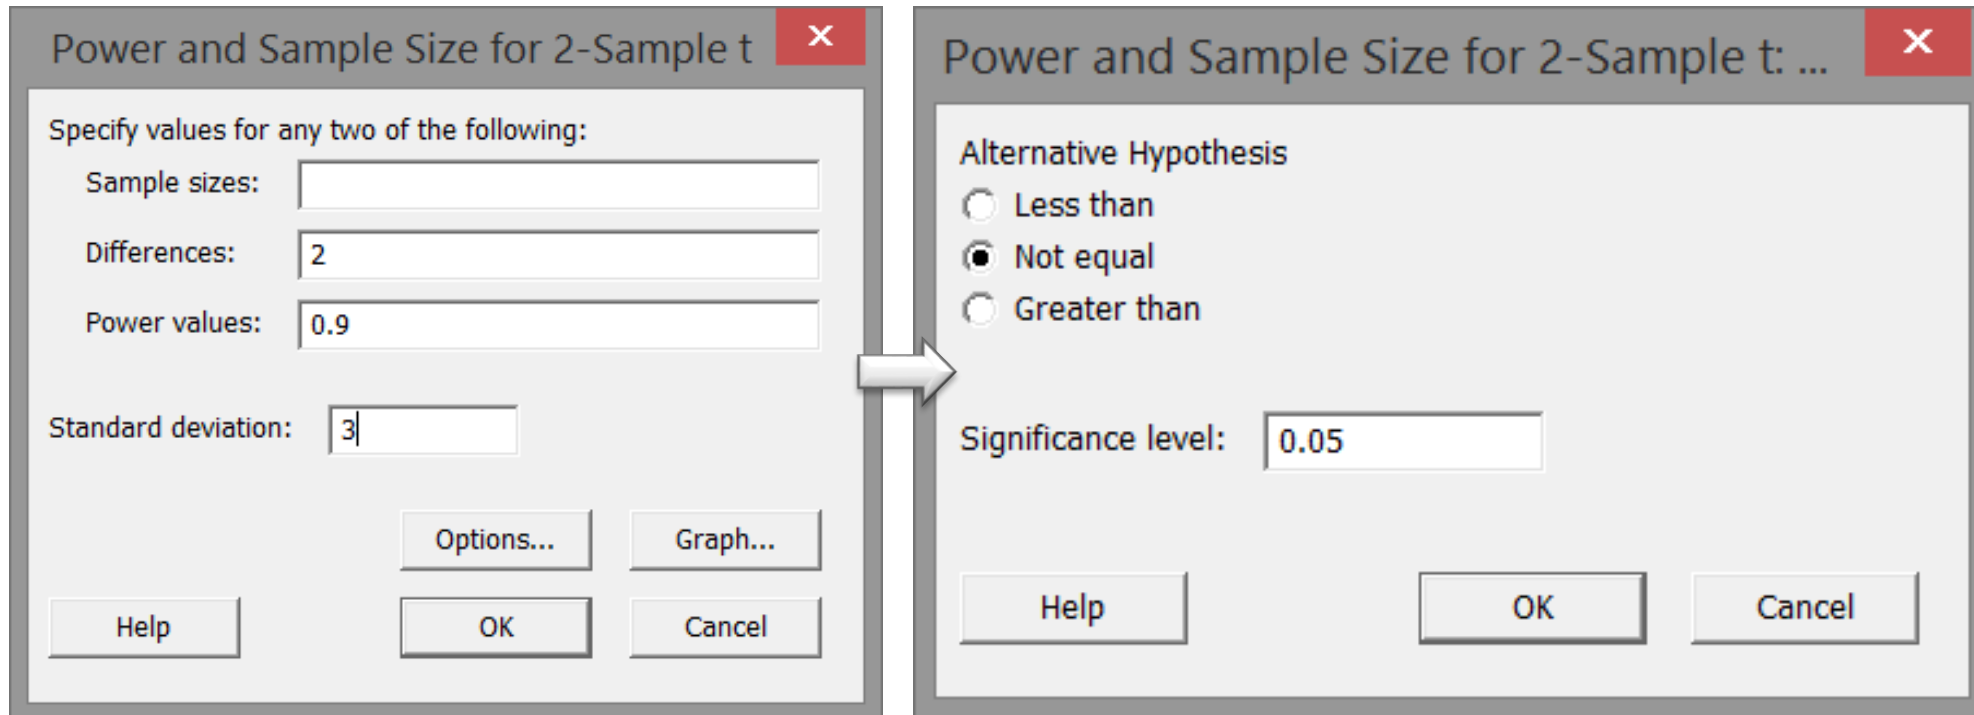 Power and Sample Size for 2-Sample t
Specify values for any two of the following:
Sample sizes:
Differences: 2
Power values: 0.9
Standard deviation: 3
Options... Graph...
Help OK Cancel
Power and Sample Size for 2-Sample t: ...
Alternative Hypothesis
Less than
Not equal
Greater than
Significance level: 0.05
Help OK Cancel